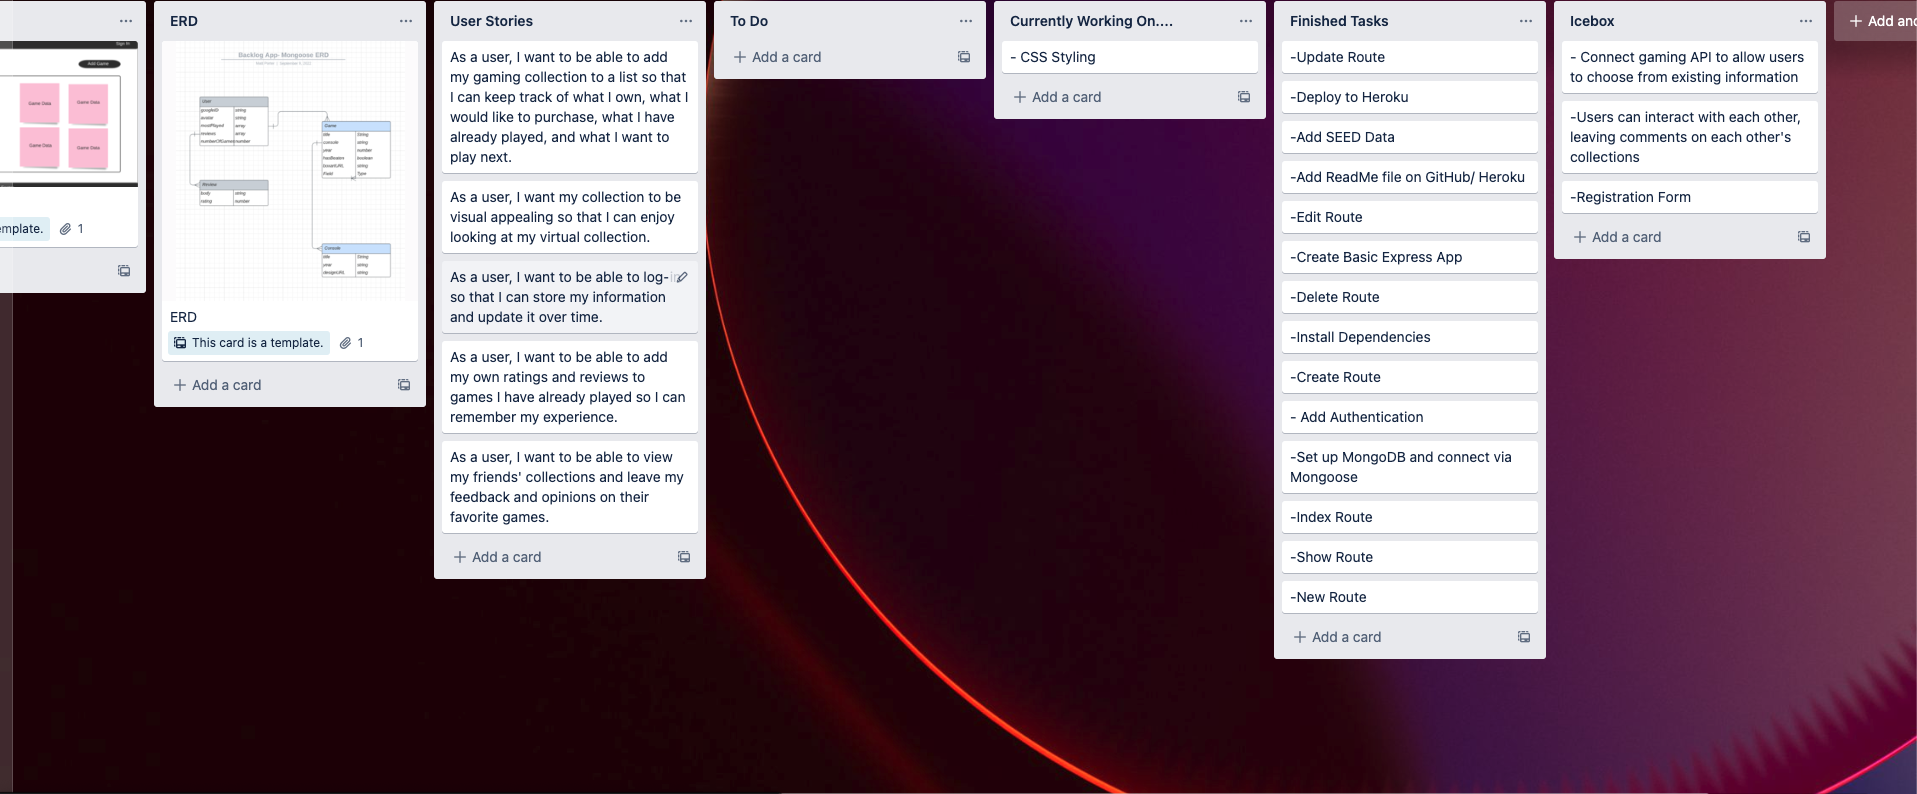 Sign In
Add Game
Game Data
Game Data
Game Data
Game Data
emplate.
1
ERD
Backlog App- Mongoose ERD
User
googleID string
avatar string
mostPlayed array
reviews array
number
Game
title String
console string
year number
hasBeaten boolean
string
Field Type
Review
body string
rating number
Console
title String
year string
designURL string
ERD
This card is a template.
1
+ Add a card
User Stories
As a user, I want to be able to add
my gaming collection to a list so that
I can keep track of what I own, what I
would like to purchase, what I have
already played, and what I want to
play next.
As a user, I want my collection to be
visual appealing so that I can enjoy
looking at my virtual collection.
As a user, I want to be able to log-in
so that I can store my information
and update it over time.
As a user, I want to be able to add
my own ratings and reviews to
games I have already played so I can
remember my experience.
As a user, I want to be able to view
my friends' collections and leave my
feedback and opinions on their
favorite games.
+ Add a card
To Do
+ Add a card
Currently Working On....
- CSS Styling
+ Add a card
Finished Tasks
-Update Route
-Deploy to Heroku
-Add SEED Data
-Add ReadMe file on GitHub/ Heroku
-Edit Route
-Create Basic Express App
-Delete Route
-Install Dependencies
-Create Route
- Add Authentication
-Set up MongoDB and connect via
Mongoose
-Index Route
-Show Route
-New Route
+ Add a card
Icebox
- Connect gaming API to allow users
to choose from existing information
-Users can interact with each other,
leaving comments on each other's
collections
-Registration Form
+ Add a card
+ Add ano